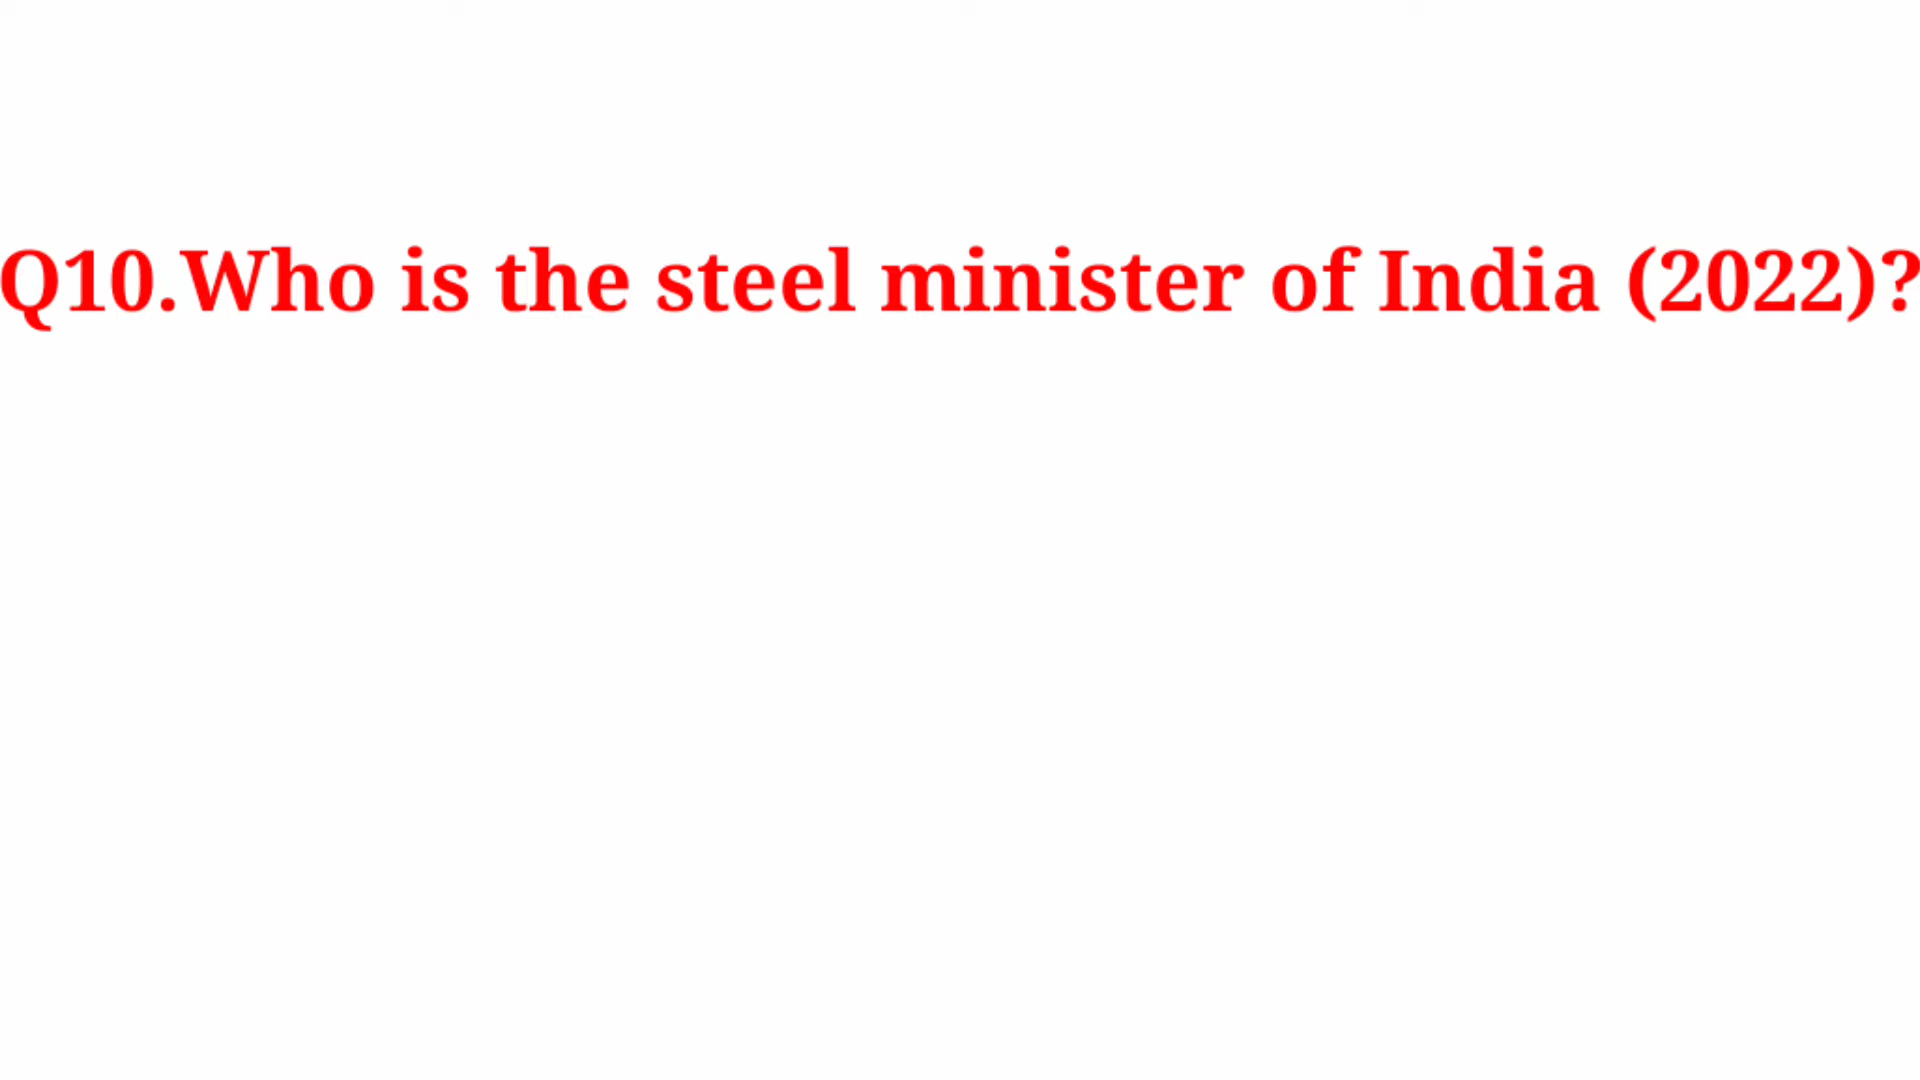 Q10.Who is the steel minister of India (2022)?